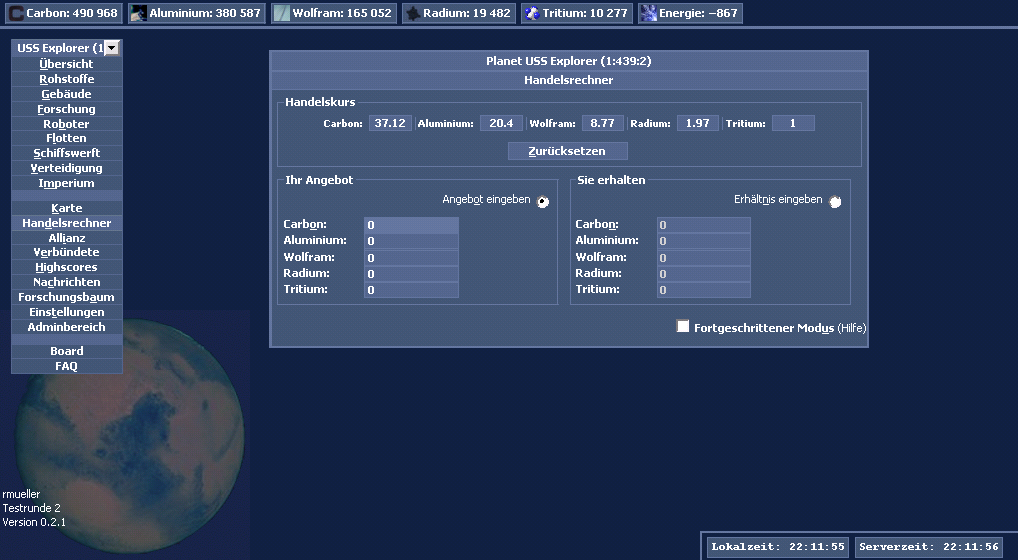 Carbon: 490 968 Aluminium: 380 587 Wolfram: 165 052 Radium: 19 482 Tritium: 10 277 Energie: −867
USS Explorer (1
Übersicht
Rohstoffe
Gebäude
Forschung
Roboter
Flotten
Schiffswerft
Verteidigung
Imperium
Karte
Handelsrechner
Allianz
Verbündete
Highscores
Nachrichten
Forschungsbaum
Einstellungen
Adminbereich
Board
FAQ
Planet USS Explorer (1:439:2)
Handelsrechner
Handelskurs
Carbon: 37.12 Aluminium: 20.4 Wolfram: 8.77 Radium: 1.97 Tritium: 1
Zurücksetzen
Ihr Angebot
Angebot eingeben
Carbon: 0
Aluminium: 0
Wolfram: 0
Radium: 0
Tritium: 0
Sie erhalten
Erhältnis eingeben
Carbon: 0
Aluminium: 0
Wolfram: 0
Radium: 0
Tritium: 0
Fortgeschrittener Modus (Hilfe)
rmueller
Testrunde 2
Version 0.2.1
Lokalzeit: 22:11:55 Serverzeit: 22:11:56